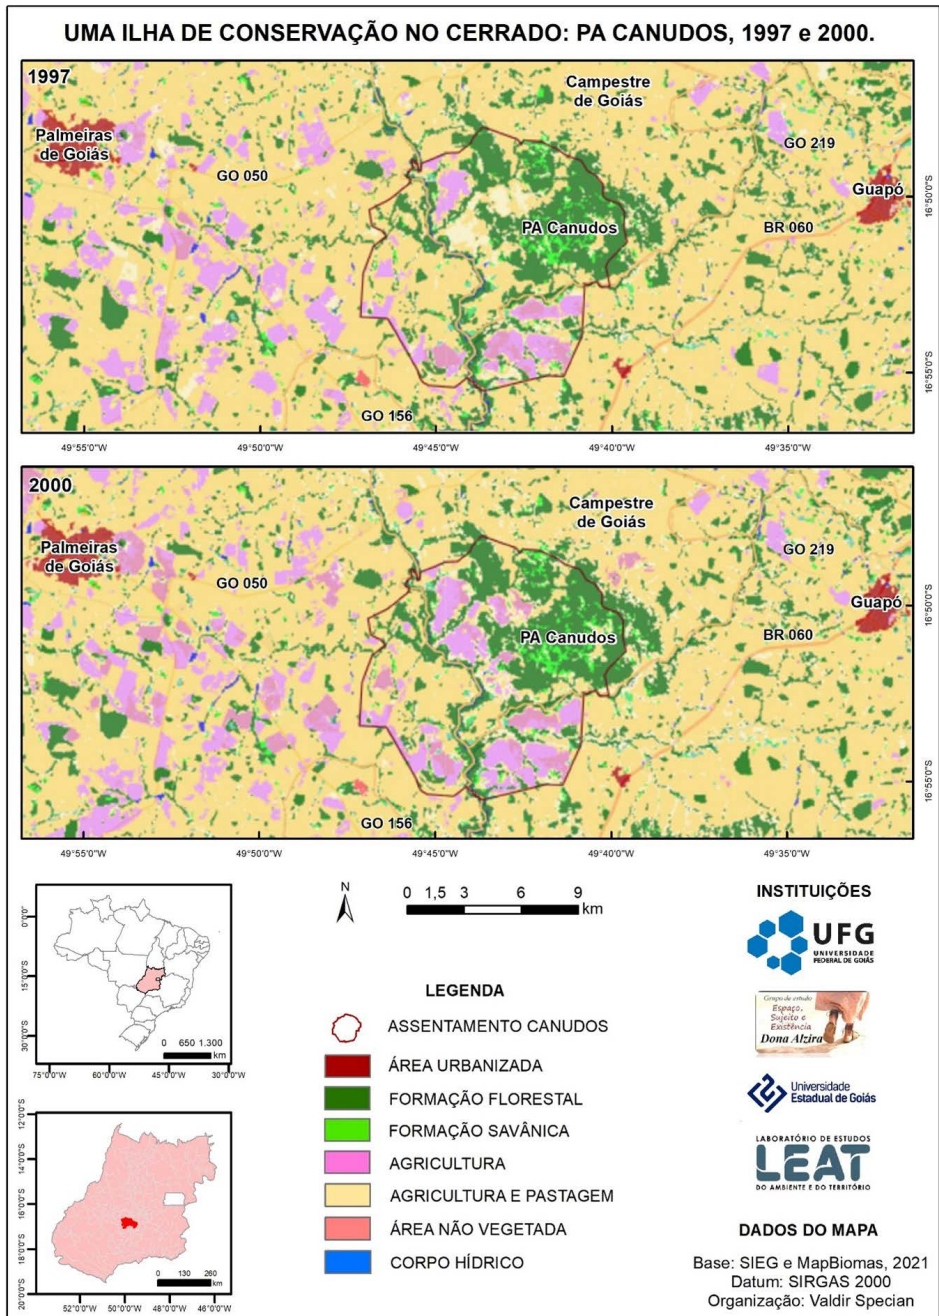 UMA ILHA DE CONSERVAÇÃO NO CERRADO: PA CANUDOS, 1997 e 2000.
1997
Campestre
de Goiás
Palmeiras
de Goiás
GO 050
GO 219
Guapó
PA Canudos
BR 060
GO 156
16°50'0"S
16°55'0"S
49°55'0"W
49°50'0"W
49°45'0"W
49°40'0"W
49°35'0"W
2000
Campestre
de Goiás
Palmeiras
de Goiás
GO 050
GO 219
Guapó
PA Canudos
BR 060
GO 156
16°50'0"S
16°55'0"S
49°55'0"W
49°50'0"W
49°45'0"W
49°40'0"W
49°35'0"W
0°0'0"
15°0'0"S
30°0'0"S
0 650 1.300
km
75°0'0"W 60°0'0"W 45°0'0"W 30°0'0"W
12°0'0"S
14°0'0"S
16°0'0"S
18°0'0"S
20°0'0"S
0 130 260
km
52°0'0"W 50°0'0"W 48°0'0"W 46°0'0"W
N
0 1,5 3 6 9
km
LEGENDA
ASSENTAMENTO CANUDOS
ÁREA URBANIZADA
FORMAÇÃO FLORESTAL
FORMAÇÃO SAVÂNICA
AGRICULTURA
AGRICULTURA E PASTAGEM
ÁREA NÃO VEGETADA
CORPO HÍDRICO
INSTITUIÇÕES
UFG
UNIVERSIDADE
FEDERAL DE GOIÁS
Grupo de estudo
Espaço,
Sujeito e
Existência
Dona Alzira
Universidade
Estadual de Goiás
LABORATÓRIO DE ESTUDOS
LEAT
DO AMBIENTE E DO TERRITÓRIO
DADOS DO MAPA
Base: SIEG e MapBiomas, 2021
Datum: SIRGAS 2000
Organização: Valdir Specian